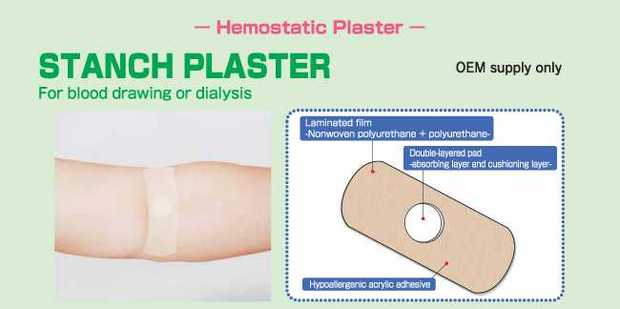 — Hemostatic Plaster —
STANCH PLASTER
OEM supply only
For blood drawing or dialysis
Laminated film
-Nonwoven polyurethane + polyurethane-
Double-layered pad
-absorbing layer and cushioning layer-
Hypoallergenic acrylic adhesive